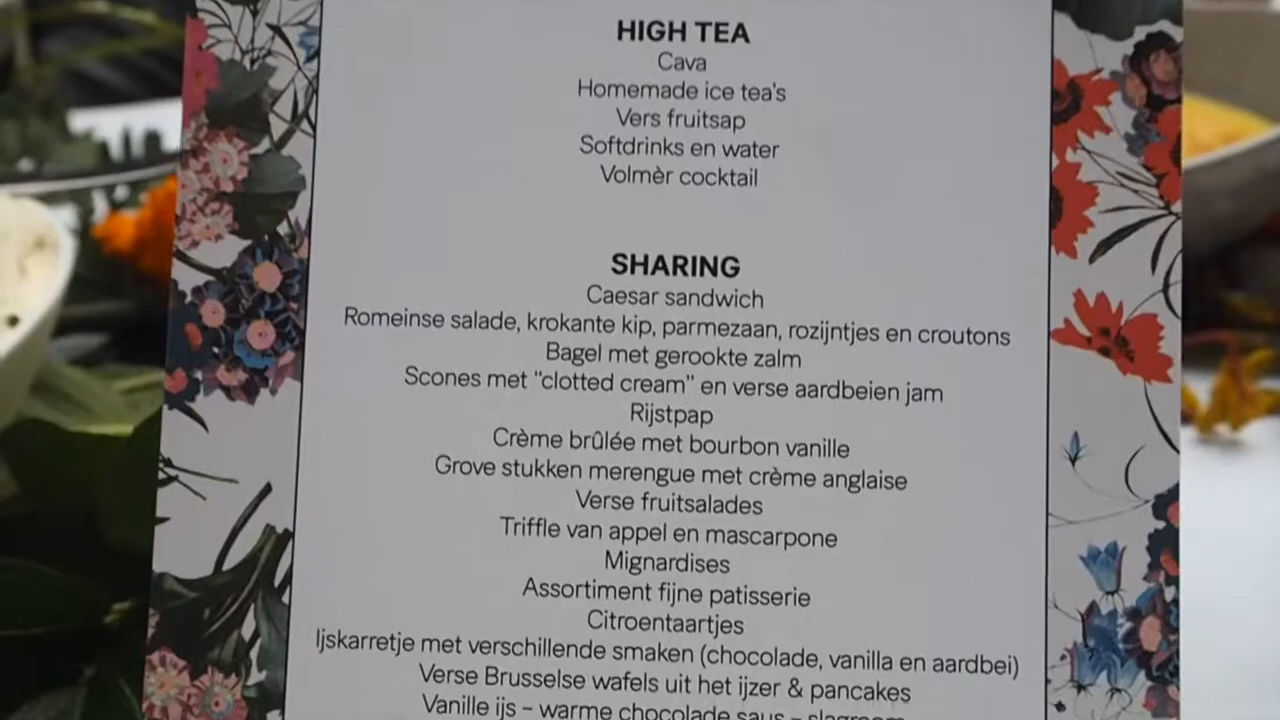 HIGH TEA
Cava
Homemade ice tea's
Vers fruitsap
Softdrinks en water
Volmèr cocktail
SHARING
Caesar sandwich
Romeinse salade, krokante kip, parmezaan, rozijntjes en croutons
Bagel met gerookte zalm
Scones met "clotted cream" en verse aardbeien jam
Rijstpap
Crème brûlée met bourbon vanille
Grove stukken merengue met crème anglaise
Verse fruitsalades
Triffle van appel en mascarpone
Mignardises
Assortiment fijne patisserie
Citroentaartjes
Ijskarretje met verschillende smaken (chocolade, vanilla en aardbei)
Verse Brusselse wafels uit het ijzer & pancakes
Vanille ijs – warme chocolade saus – slagroom